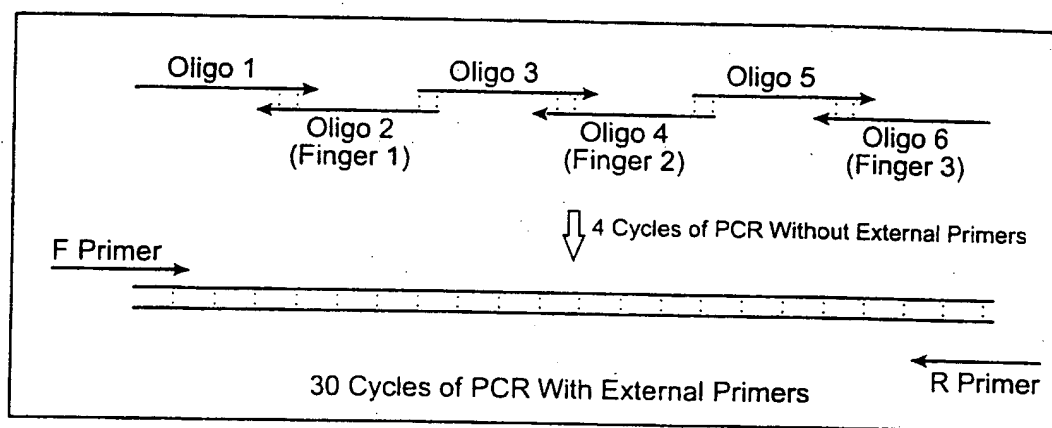 Oligo 1
Oligo 3
Oligo 5
Oligo 2
(Finger 1)
Oligo 4
(Finger 2)
Oligo 6
(Finger 3)
4 Cycles of PCR Without External Primers
F Primer
30 Cycles of PCR With External Primers
R Primer